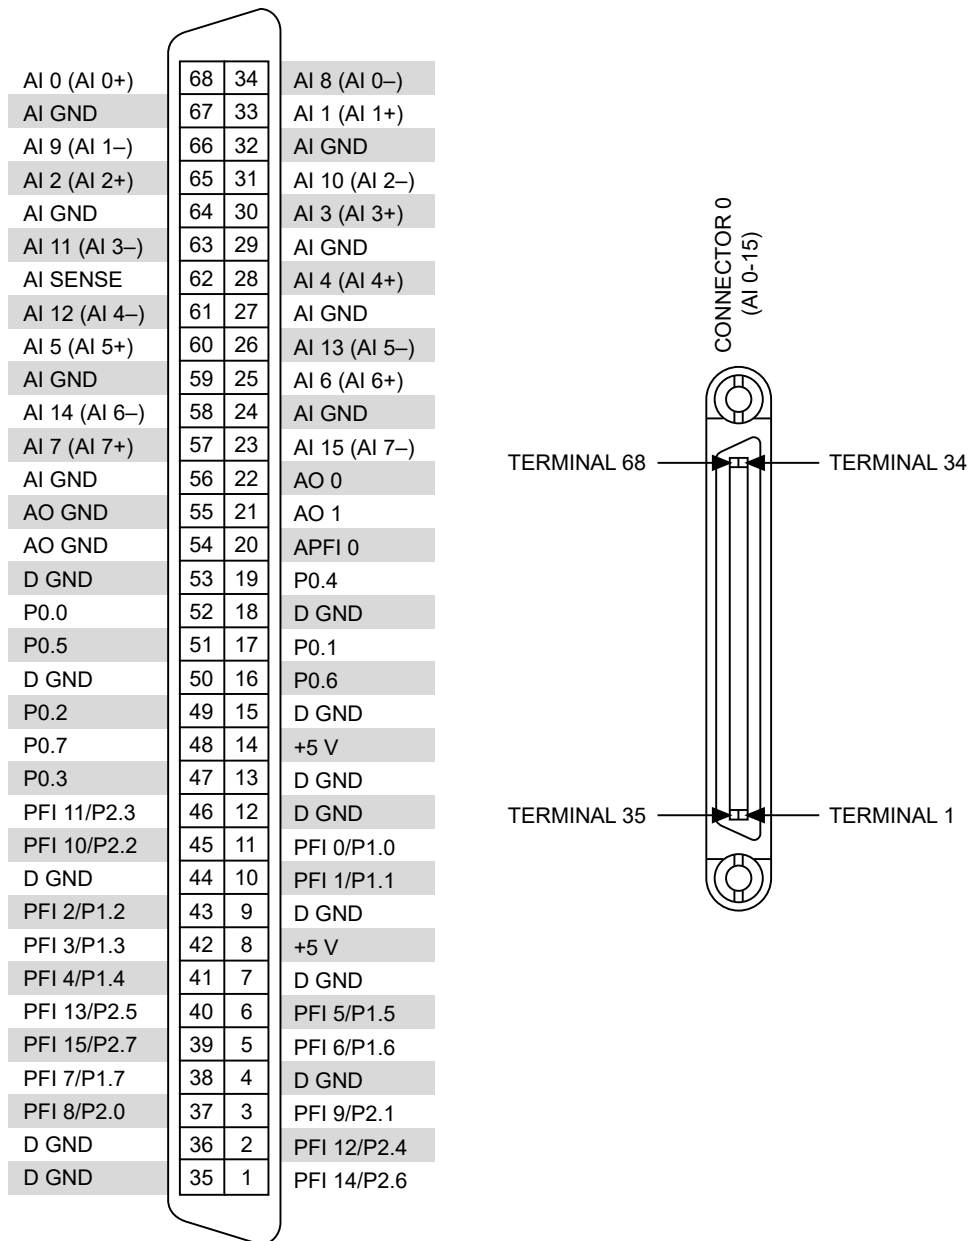 AI 0 (AI 0+) 68 34 AI 8 (AI 0–)
AI GND 67 33 AI 1 (AI 1+)
AI 9 (AI 1–) 66 32 AI GND
AI 2 (AI 2+) 65 31 AI 10 (AI 2–)
AI GND 64 30 AI 3 (AI 3+)
AI 11 (AI 3–) 63 29 AI GND
AI SENSE 62 28 AI 4 (AI 4+)
AI 12 (AI 4–) 61 27 AI GND
AI 5 (AI 5+) 60 26 AI 13 (AI 5–)
AI GND 59 25 AI 6 (AI 6+)
AI 14 (AI 6–) 58 24 AI GND
AI 7 (AI 7+) 57 23 AI 15 (AI 7–)
AI GND 56 22 AO 0
AO GND 55 21 AO 1
AO GND 54 20 APFI 0
D GND 53 19 P0.4
P0.0 52 18 D GND
P0.5 51 17 P0.1
D GND 50 16 P0.6
P0.2 49 15 D GND
P0.7 48 14 +5 V
P0.3 47 13 D GND
PFI 11/P2.3 46 12 D GND
PFI 10/P2.2 45 11 PFI 0/P1.0
D GND 44 10 PFI 1/P1.1
PFI 2/P1.2 43 9 D GND
PFI 3/P1.3 42 8 +5 V
PFI 4/P1.4 41 7 D GND
PFI 13/P2.5 40 6 PFI 5/P1.5
PFI 15/P2.7 39 5 PFI 6/P1.6
PFI 7/P1.7 38 4 D GND
PFI 8/P2.0 37 3 PFI 9/P2.1
D GND 36 2 PFI 12/P2.4
D GND 35 1 PFI 14/P2.6
CONNECTOR 0
(AI 0-15)
TERMINAL 68 TERMINAL 34
TERMINAL 35 TERMINAL 1